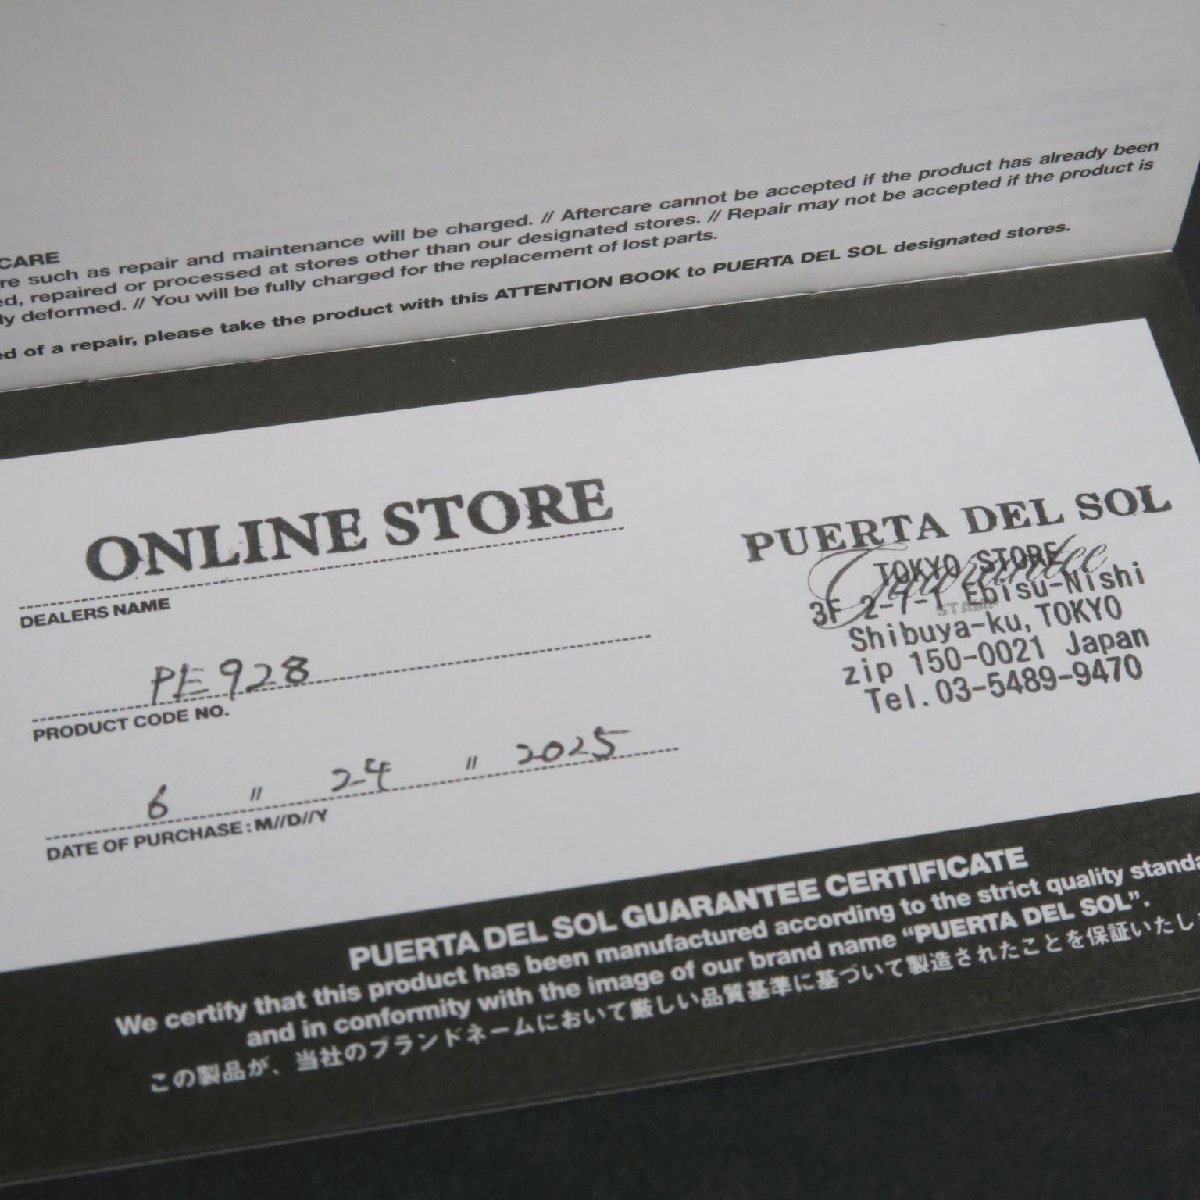 CARE
re such as repair and maintenance will be charged. // Aftercare cannot be accepted if the product has already been
ed, repaired or processed at stores other than our designated stores. // Repair may not be accepted if the product is
ly deformed. // You will be fully charged for the replacement of lost parts.
ed of a repair, please take the product with this ATTENTION BOOK to PUERTA DEL SOL designated stores.
ONLINE STORE
DEALERS NAME
PE928
PRODUCT CODE NO.
6 〃 24 〃 2025
DATE OF PURCHASE : M//D//Y
PUERTA DEL SOL
Guarantee
STAMP
TOKYO STORE
3F 2-7-1 Ebisu-Nishi
Shibuya-ku, TOKYO
zip 150-0021 Japan
Tel. 03-5489-9470
PUERTA DEL SOL GUARANTEE CERTIFICATE
We certify that this product has been manufactured according to the strict quality standa
and in conformity with the image of our brand name “PUERTA DEL SOL”.
この製品が、当社のブランドネームにおいて厳しい品質基準に基づいて製造されたことを保証いたし